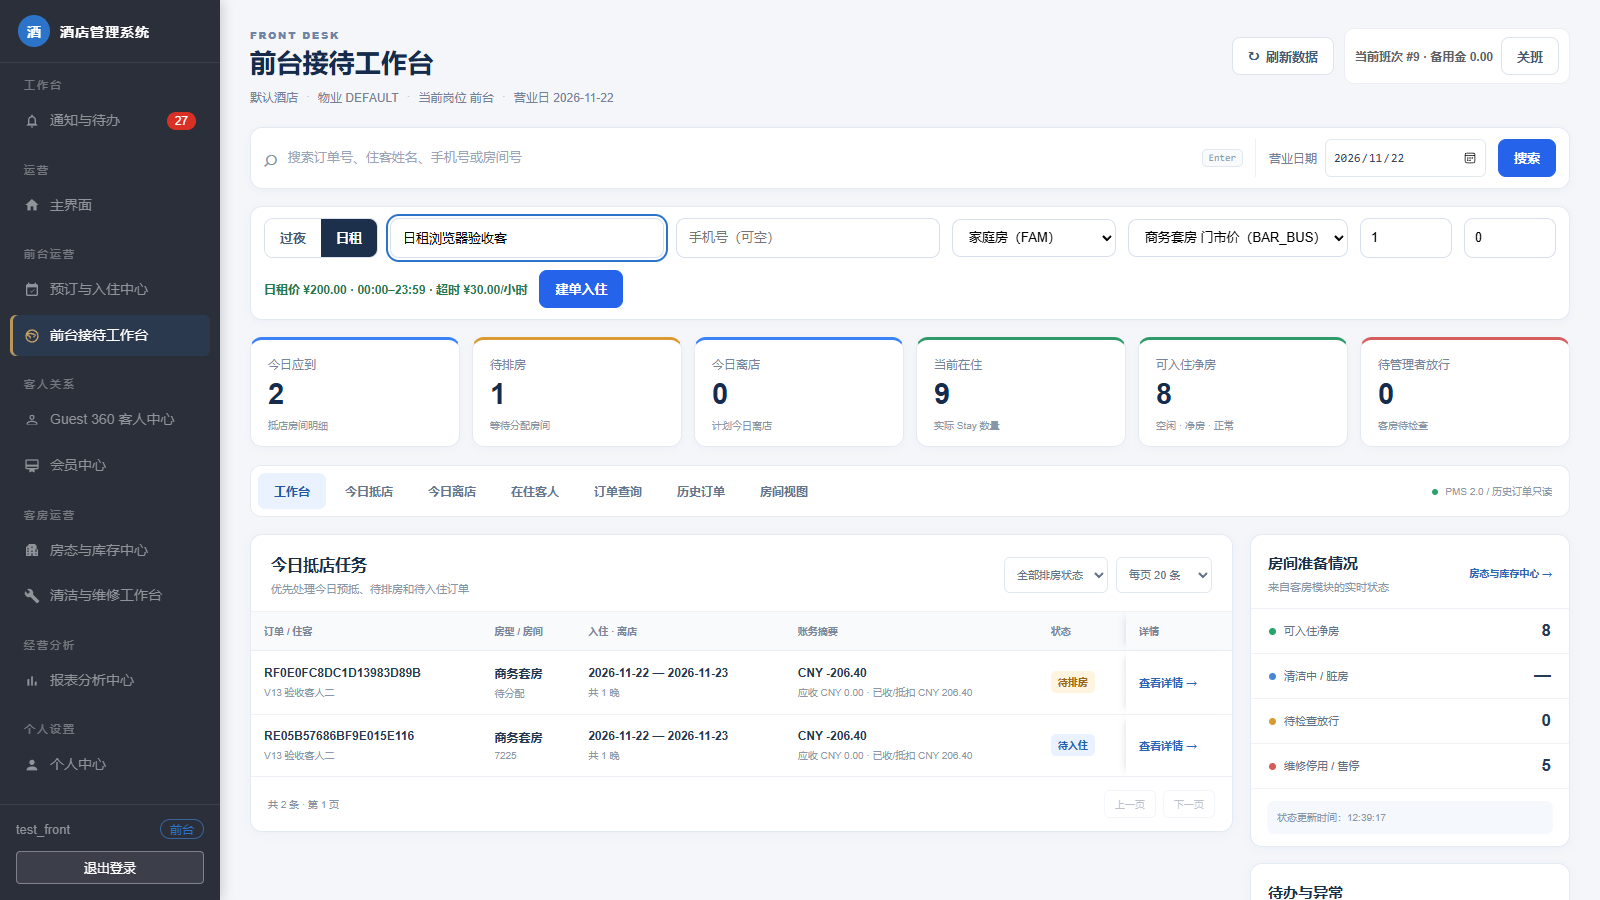 酒 酒店管理系统
工作台
通知与待办 27
运营
主界面
前台运营
预订与入住中心
前台接待工作台
客人关系
Guest 360 客人中心
会员中心
客房运营
房态与库存中心
清洁与维修工作台
经营分析
报表分析中心
个人设置
个人中心
test_front 前台
退出登录
FRONT DESK
前台接待工作台
默认酒店 · 物业 DEFAULT · 当前岗位 前台 · 营业日 2026-11-22
↻ 刷新数据
当前班次 #9 · 备用金 0.00 关班
搜索订单号、住客姓名、手机号或房间号 Enter 营业日期 2026/11/22 搜索
过夜 日租 日租浏览器验收客 手机号（可空） 家庭房（FAM） 商务套房 门市价（BAR_BUS） 1 0
日租价 ¥200.00 · 00:00–23:59 · 超时 ¥30.00/小时 建单入住
今日应到
2
抵店房间明细
待排房
1
等待分配房间
今日离店
0
计划今日离店
当前在住
9
实际 Stay 数量
可入住净房
8
空闲 · 净房 · 正常
待管理者放行
0
客房待检查
工作台 今日抵店 今日离店 在住客人 订单查询 历史订单 房间视图 PMS 2.0 / 历史订单只读
今日抵店任务
优先处理今日预抵、待排房和待入住订单
全部排房状态 每页 20 条
订单 / 住客 房型 / 房间 入住 · 离店 账务摘要 状态 详情
RF0E0FC8DC1D13983D89B 商务套房 2026-11-22 — 2026-11-23 CNY -206.40 待排房 查看详情 →
V13 验收客人二 待分配 共 1 晚 应收 CNY 0.00 · 已收/抵扣 CNY 206.40
RE05B57686BF9E015E116 商务套房 2026-11-22 — 2026-11-23 CNY -206.40 待入住 查看详情 →
V13 验收客人二 7225 共 1 晚 应收 CNY 0.00 · 已收/抵扣 CNY 206.40
共 2 条 · 第 1 页 上一页 下一页
房间准备情况
来自客房模块的实时状态
房态与库存中心 →
可入住净房 8
清洁中 / 脏房 —
待检查放行 0
维修停用 / 售停 5
状态更新时间：12:39:17
待办与异常